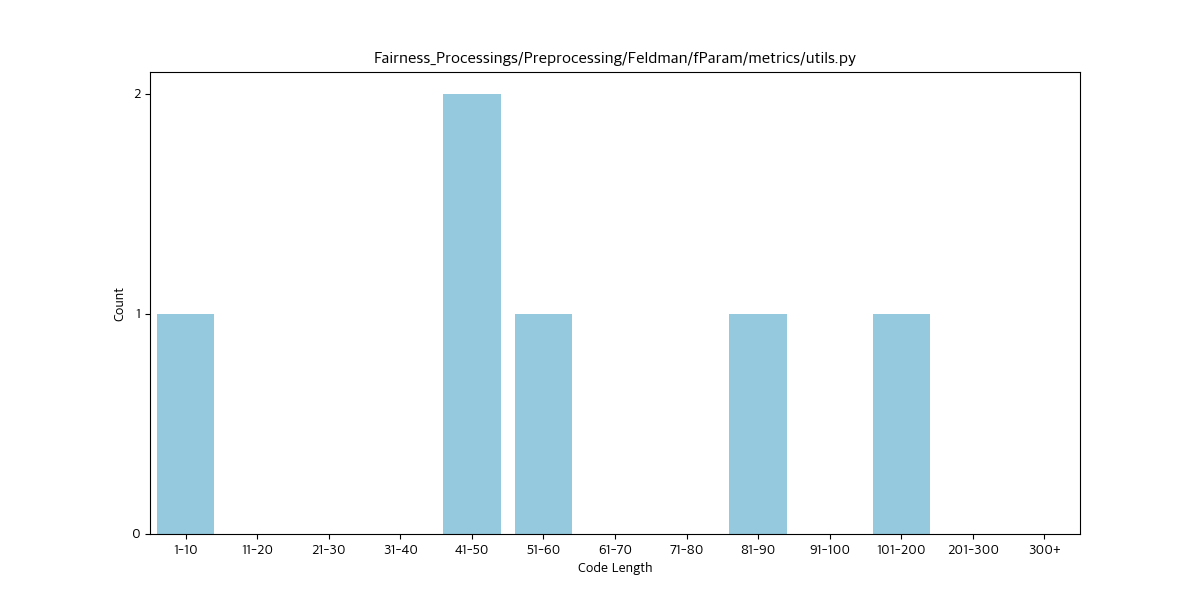 Fairness_Processings/Preprocessing/Feldman/fParam/metrics/utils.py
Count
2
1
0
1-10 11-20 21-30 31-40 41-50 51-60 61-70 71-80 81-90 91-100 101-200 201-300 300+
Code Length